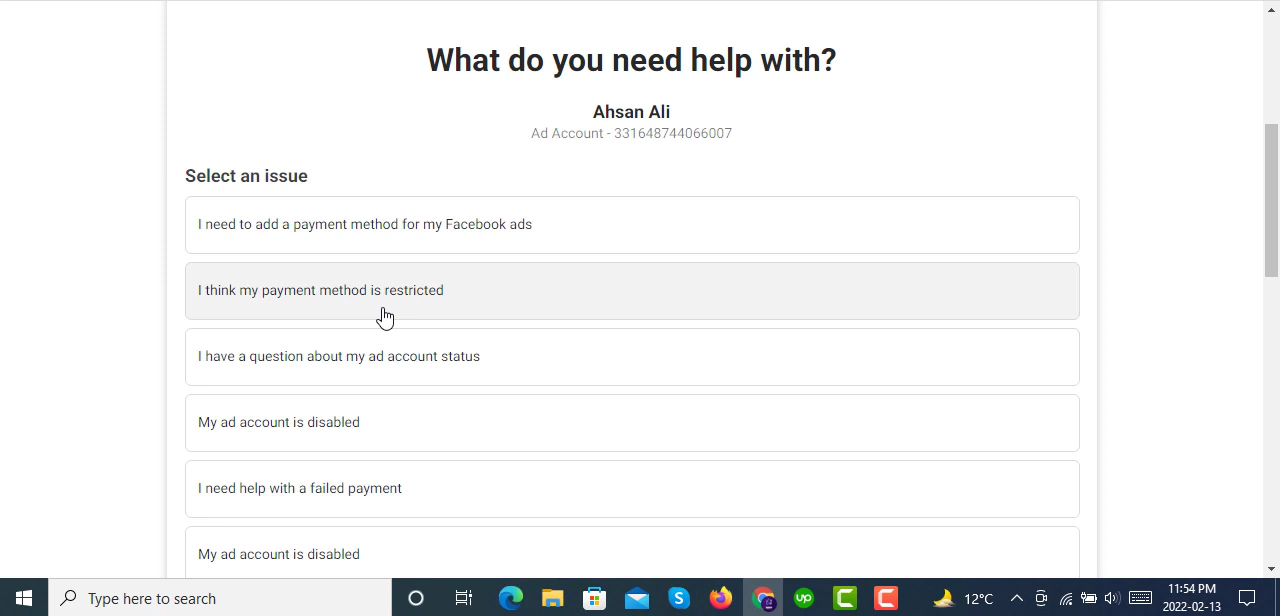 What do you need help with?
Ahsan Ali
Ad Account - 331648744066007
Select an issue
I need to add a payment method for my Facebook ads
I think my payment method is restricted
I have a question about my ad account status
My ad account is disabled
I need help with a failed payment
My ad account is disabled
Type here to search
S
up
C
C
12°C
11:54 PM
2022-02-13